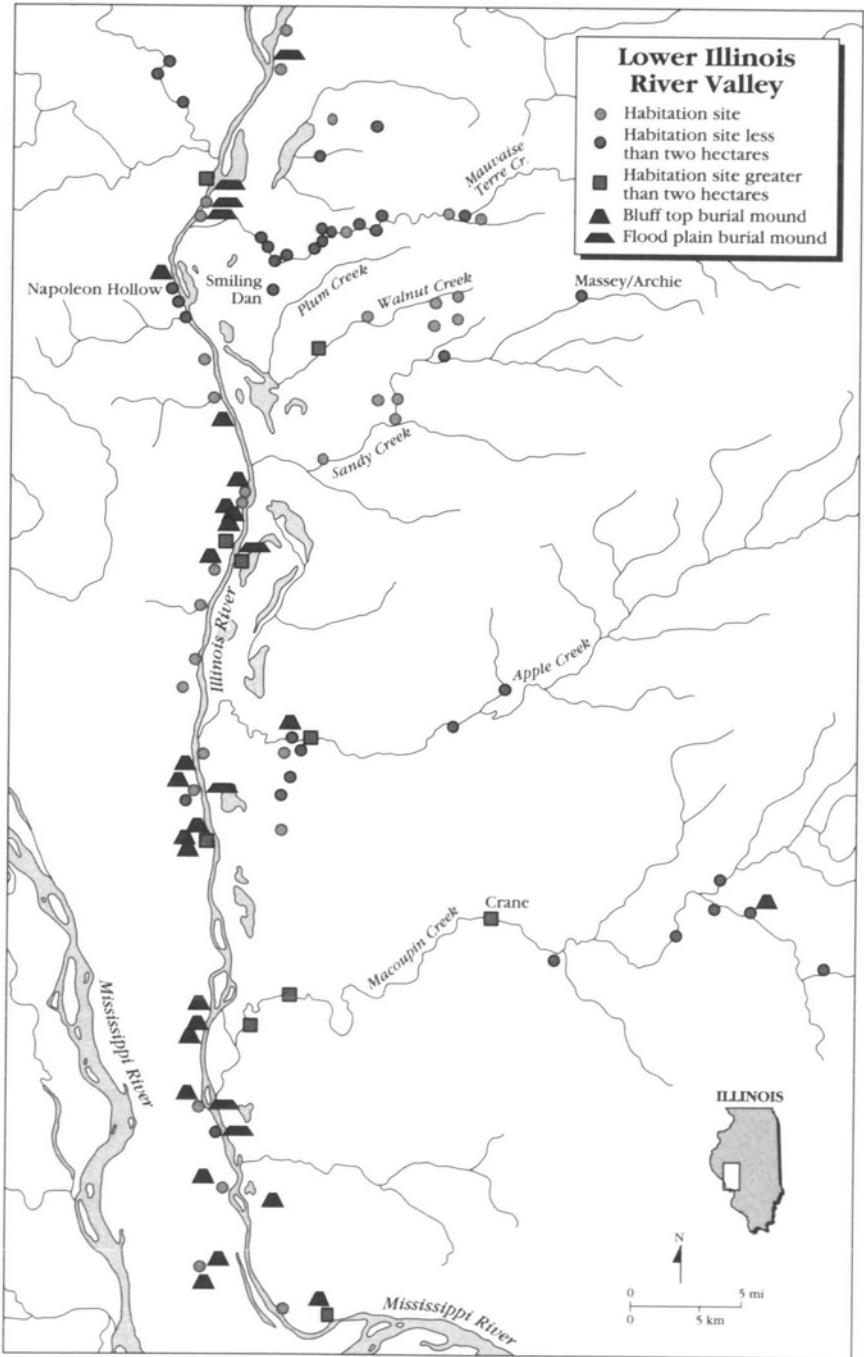 Lower Illinois
River Valley
Habitation site
Habitation site less
than two hectares
Habitation site greater
than two hectares
Bluff top burial mound
Flood plain burial mound
Mauvaise
Terre Cr.
Napoleon Hollow
Smiling
Dan
Plum Creek
Walnut Creek
Massey/Archie
Sandy Creek
Illinois River
Apple Creek
Crane
Macoupin Creek
Mississippi River
ILLINOIS
N
0 5 mi
0 5 km
Mississippi River